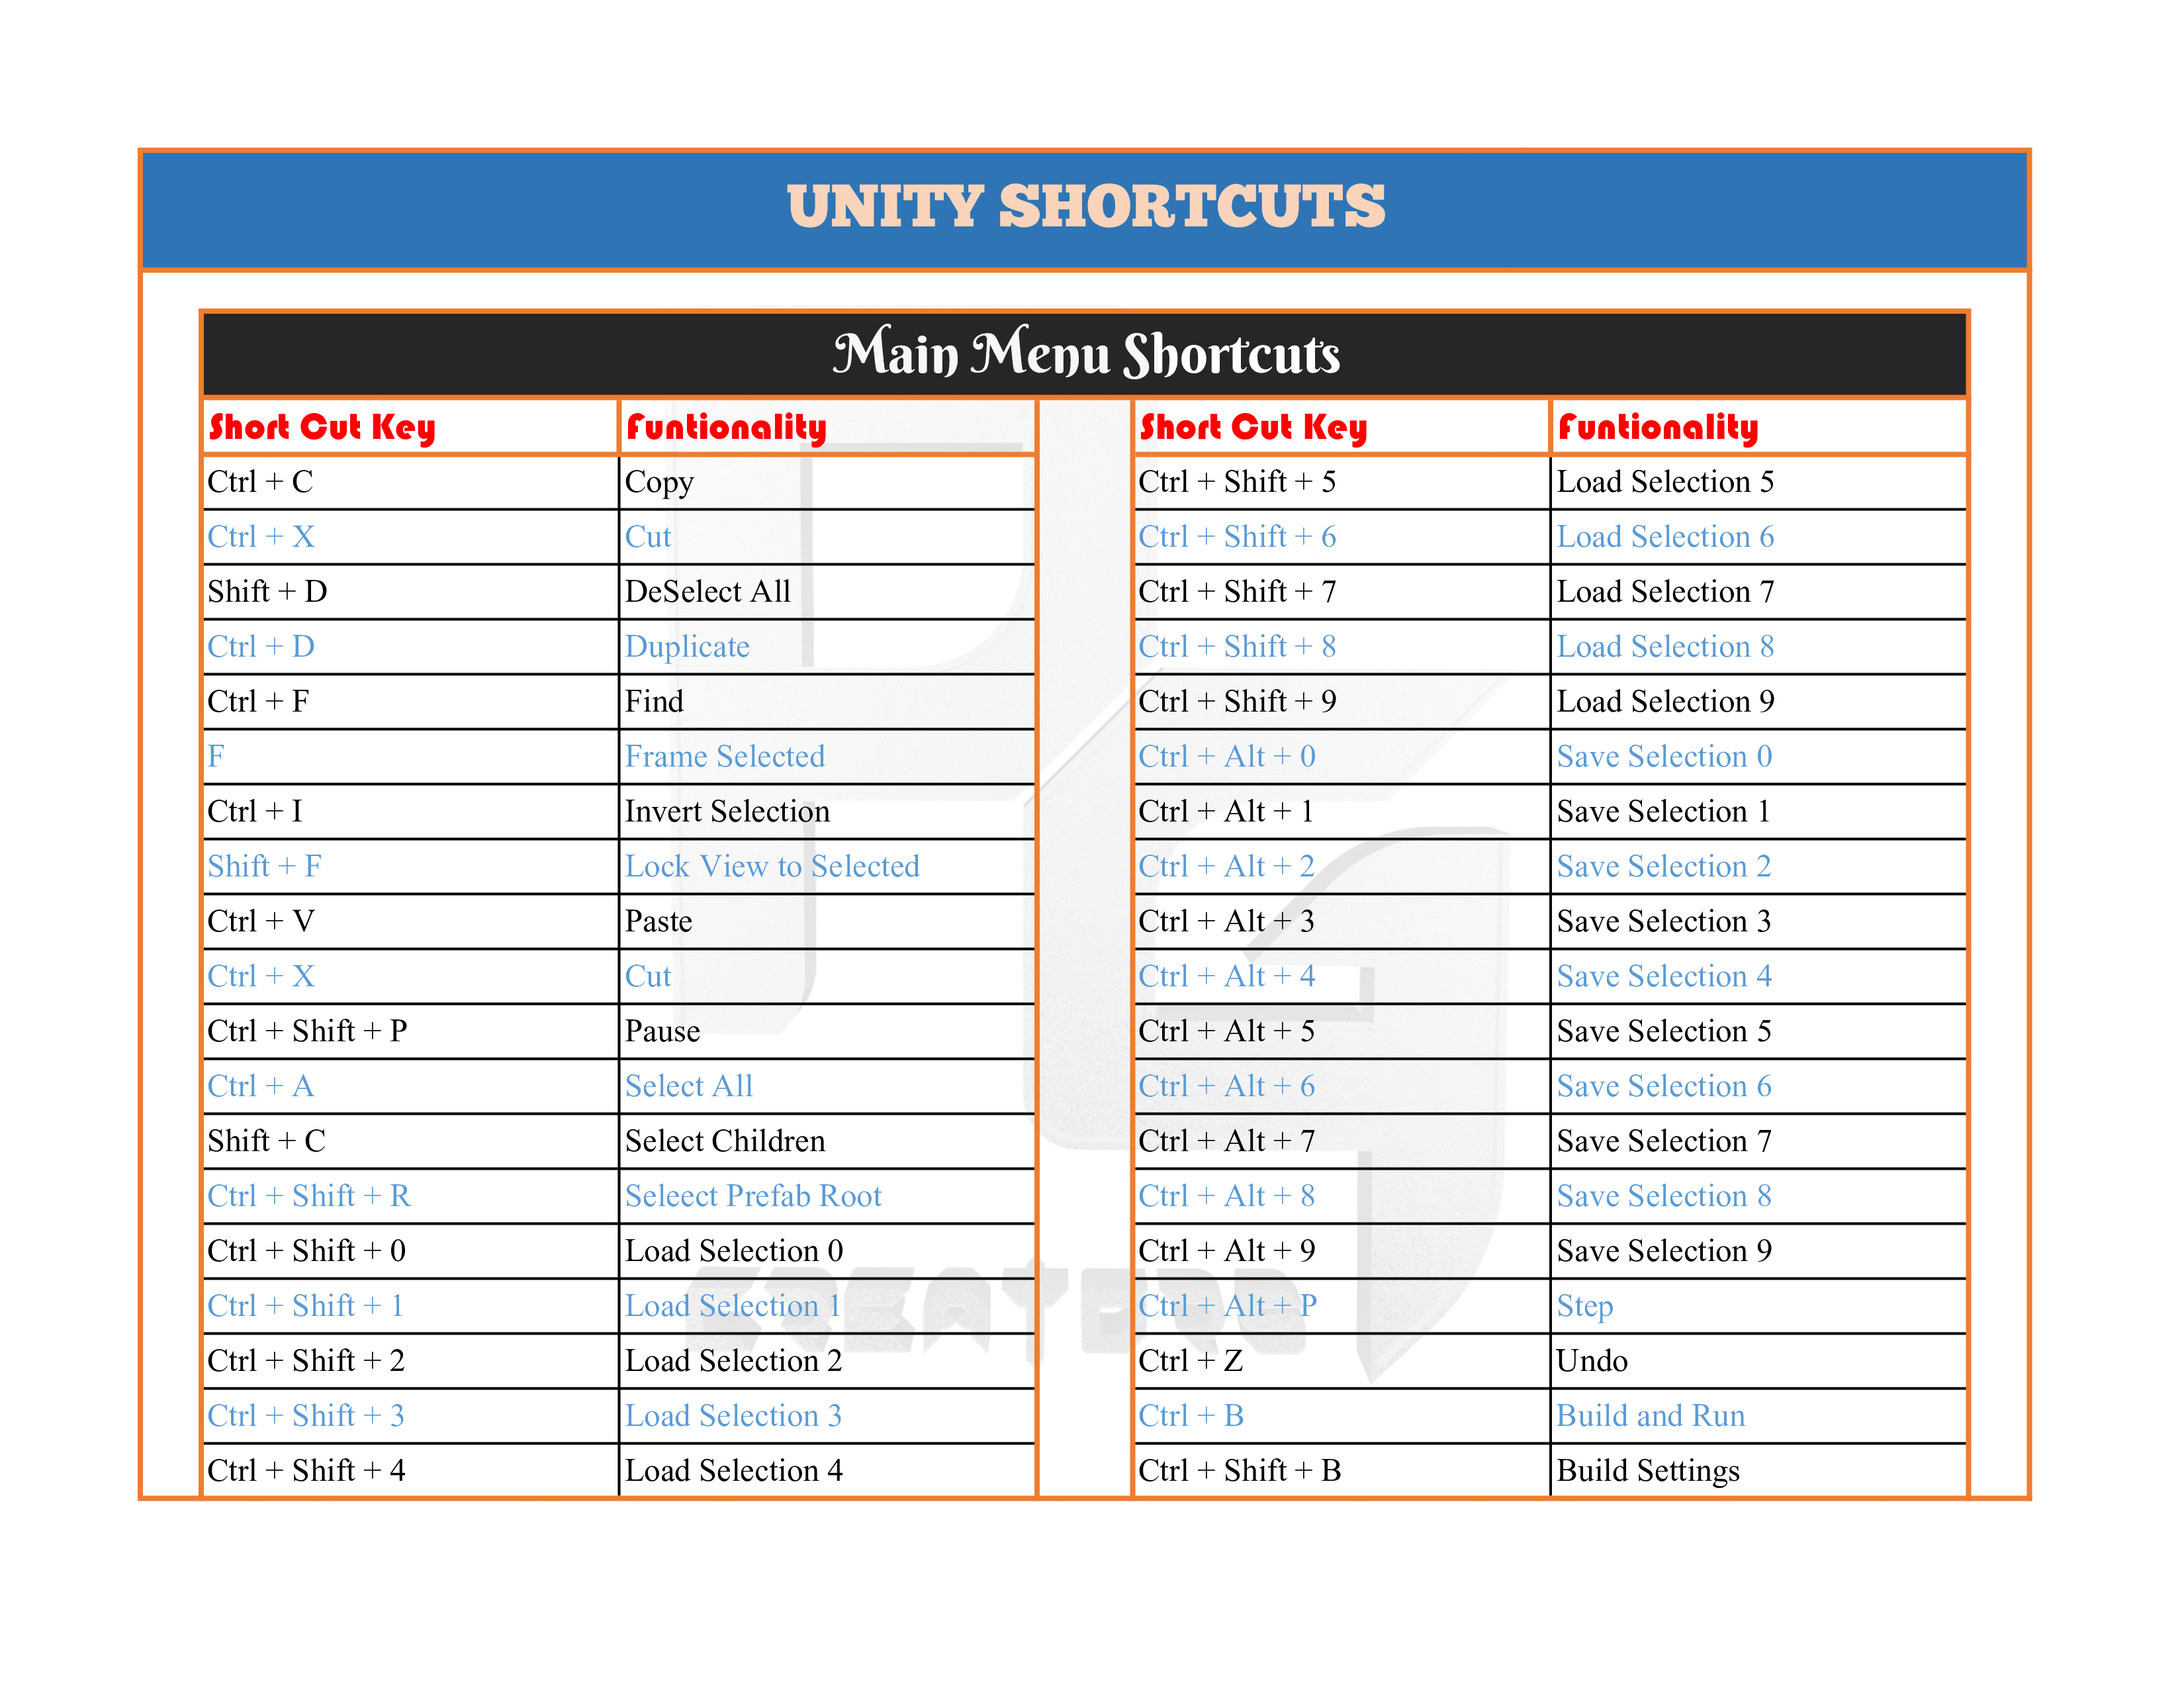 UNITY SHORTCUTS
Main Menu Shortcuts
Short Cut Key Funtionality Short Cut Key Funtionality
Ctrl + C Copy Ctrl + Shift + 5 Load Selection 5
Ctrl + X Cut Ctrl + Shift + 6 Load Selection 6
Shift + D DeSelect All Ctrl + Shift + 7 Load Selection 7
Ctrl + D Duplicate Ctrl + Shift + 8 Load Selection 8
Ctrl + F Find Ctrl + Shift + 9 Load Selection 9
F Frame Selected Ctrl + Alt + 0 Save Selection 0
Ctrl + I Invert Selection Ctrl + Alt + 1 Save Selection 1
Shift + F Lock View to Selected Ctrl + Alt + 2 Save Selection 2
Ctrl + V Paste Ctrl + Alt + 3 Save Selection 3
Ctrl + X Cut Ctrl + Alt + 4 Save Selection 4
Ctrl + Shift + P Pause Ctrl + Alt + 5 Save Selection 5
Ctrl + A Select All Ctrl + Alt + 6 Save Selection 6
Shift + C Select Children Ctrl + Alt + 7 Save Selection 7
Ctrl + Shift + R Seleect Prefab Root Ctrl + Alt + 8 Save Selection 8
Ctrl + Shift + 0 Load Selection 0 Ctrl + Alt + 9 Save Selection 9
Ctrl + Shift + 1 Load Selection 1 Ctrl + Alt + P Step
Ctrl + Shift + 2 Load Selection 2 Ctrl + Z Undo
Ctrl + Shift + 3 Load Selection 3 Ctrl + B Build and Run
Ctrl + Shift + 4 Load Selection 4 Ctrl + Shift + B Build Settings